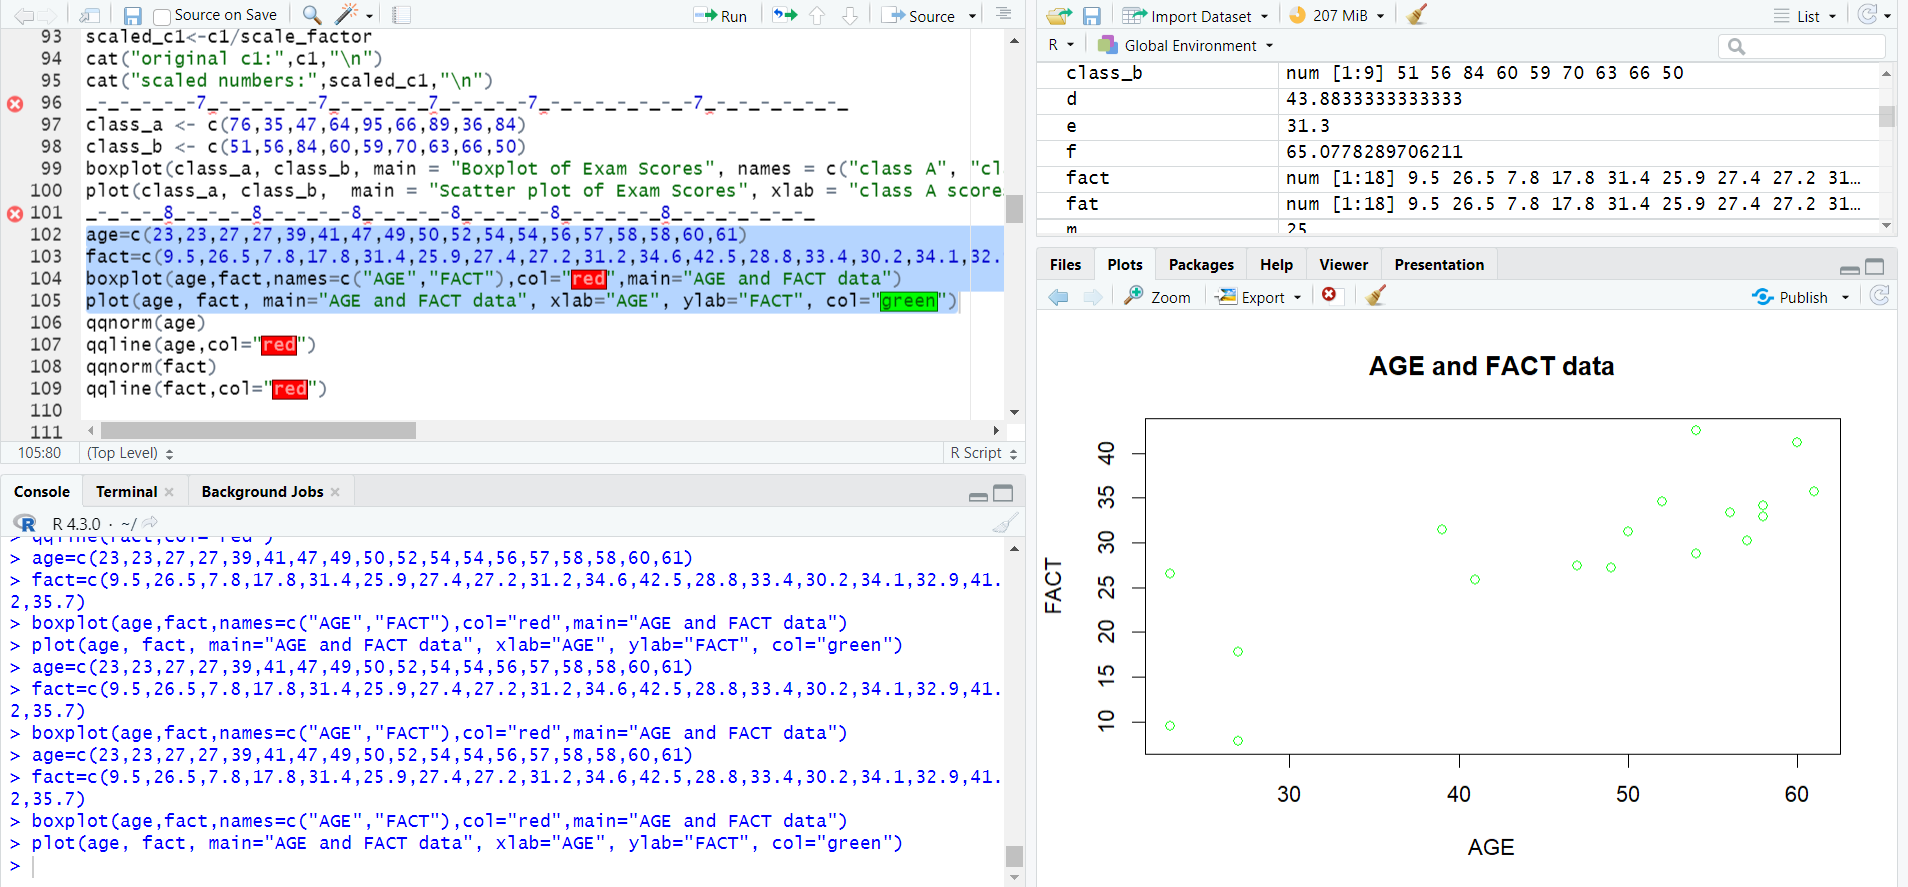 Source on Save Run Source
93 scaled_c1<-c1/scale_factor
94 cat("original c1:",c1,"\n")
95 cat("scaled numbers:",scaled_c1,"\n")
96 _-_-_-_-_-7_-_-_-_-_-7_-_-_-_-_-7_-_-_-_-7_-_-_-_-_-_-_-7_-_-_-_-_-_-_
97 class_a <- c(76,35,47,64,95,66,89,36,84)
98 class_b <- c(51,56,84,60,59,70,63,66,50)
99 boxplot(class_a, class_b, main = "Boxplot of Exam Scores", names = c("class A", "cl
100 plot(class_a, class_b,  main = "Scatter plot of Exam Scores", xlab = "class A score
101 _-_-_-_8_-_-_-_8_-_-_-_-8_-_-_-_-8_-_-_-_-8_-_-_-_-_8_-_-_-_-_-_-_
102 age=c(23,23,27,27,39,41,47,49,50,52,54,54,56,57,58,58,60,61)
103 fact=c(9.5,26.5,7.8,17.8,31.4,25.9,27.4,27.2,31.2,34.6,42.5,28.8,33.4,30.2,34.1,32.
104 boxplot(age,fact,names=c("AGE","FACT"),col="red",main="AGE and FACT data")
105 plot(age, fact, main="AGE and FACT data", xlab="AGE", ylab="FACT", col="green")
106 qqnorm(age)
107 qqline(age,col="red")
108 qqnorm(fact)
109 qqline(fact,col="red")
110
111
105:80 (Top Level) R Script
Console Terminal Background Jobs
R 4.3.0 · ~/
> qqline(fact,col="red")
> age=c(23,23,27,27,39,41,47,49,50,52,54,54,56,57,58,58,60,61)
> fact=c(9.5,26.5,7.8,17.8,31.4,25.9,27.4,27.2,31.2,34.6,42.5,28.8,33.4,30.2,34.1,32.9,41.
2,35.7)
> boxplot(age,fact,names=c("AGE","FACT"),col="red",main="AGE and FACT data")
> plot(age, fact, main="AGE and FACT data", xlab="AGE", ylab="FACT", col="green")
> age=c(23,23,27,27,39,41,47,49,50,52,54,54,56,57,58,58,60,61)
> fact=c(9.5,26.5,7.8,17.8,31.4,25.9,27.4,27.2,31.2,34.6,42.5,28.8,33.4,30.2,34.1,32.9,41.
2,35.7)
> boxplot(age,fact,names=c("AGE","FACT"),col="red",main="AGE and FACT data")
> age=c(23,23,27,27,39,41,47,49,50,52,54,54,56,57,58,58,60,61)
> fact=c(9.5,26.5,7.8,17.8,31.4,25.9,27.4,27.2,31.2,34.6,42.5,28.8,33.4,30.2,34.1,32.9,41.
2,35.7)
> boxplot(age,fact,names=c("AGE","FACT"),col="red",main="AGE and FACT data")
> plot(age, fact, main="AGE and FACT data", xlab="AGE", ylab="FACT", col="green")
>
Import Dataset 207 MiB List
R Global Environment
class_b num [1:9] 51 56 84 60 59 70 63 66 50
d 43.8833333333333
e 31.3
f 65.0778289706211
fact num [1:18] 9.5 26.5 7.8 17.8 31.4 25.9 27.4 27.2 31…
fat num [1:18] 9.5 26.5 7.8 17.8 31.4 25.9 27.4 27.2 31…
m 25
Files Plots Packages Help Viewer Presentation
Zoom Export Publish
AGE and FACT data
FACT
40
35
30
25
20
15
10
30 40 50 60
AGE